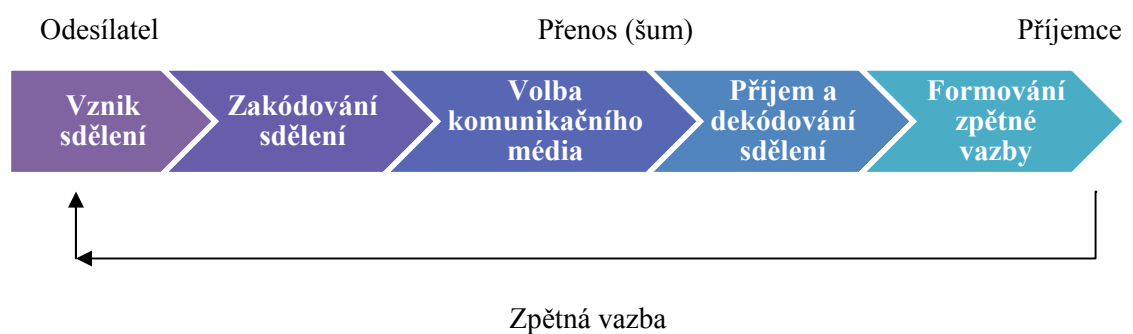 Odesílatel
Přenos (šum)
Příjemce
Vznik
sdělení
Zakódování
sdělení
Volba
komunikačního
média
Příjem a
dekódování
sdělení
Formování
zpětné
vazby
Zpětná vazba